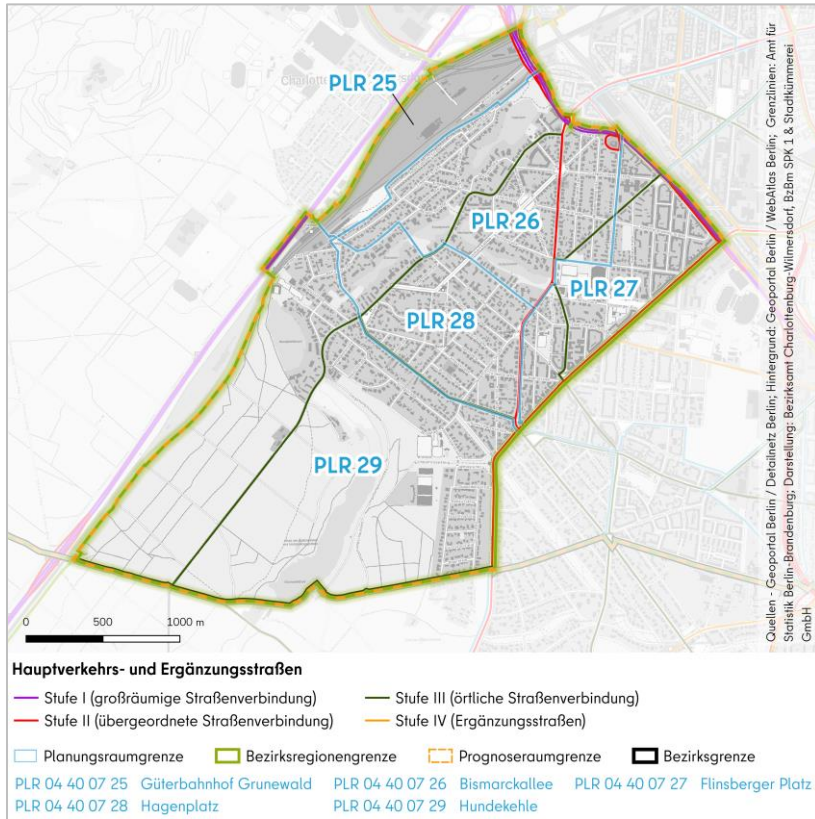 Charlotte
PLR 25
PLR 26
PLR 27
PLR 28
PLR 29
0 500 1000 m
Quellen - Geoportal Berlin / Detailnetz Berlin; Hintergrund: Geoportal Berlin / WebAtlas Berlin; Grenzlinien: Amt für
Statistik Berlin-Brandenburg; Darstellung: Bezirksamt Charlottenburg-Wilmersdorf, BzBm SPK 1 & Stadtkümmerei
GmbH
Hauptverkehrs- und Ergänzungsstraßen
Stufe I (großräumige Straßenverbindung) Stufe III (örtliche Straßenverbindung)
Stufe II (übergeordnete Straßenverbindung) Stufe IV (Ergänzungsstraßen)
Planungsraumgrenze Bezirksregionengrenze Prognoseraumgrenze Bezirksgrenze
PLR 04 40 07 25 Güterbahnhof Grunewald PLR 04 40 07 26 Bismarckallee PLR 04 40 07 27 Flinsberger Platz
PLR 04 40 07 28 Hagenplatz PLR 04 40 07 29 Hundekehle